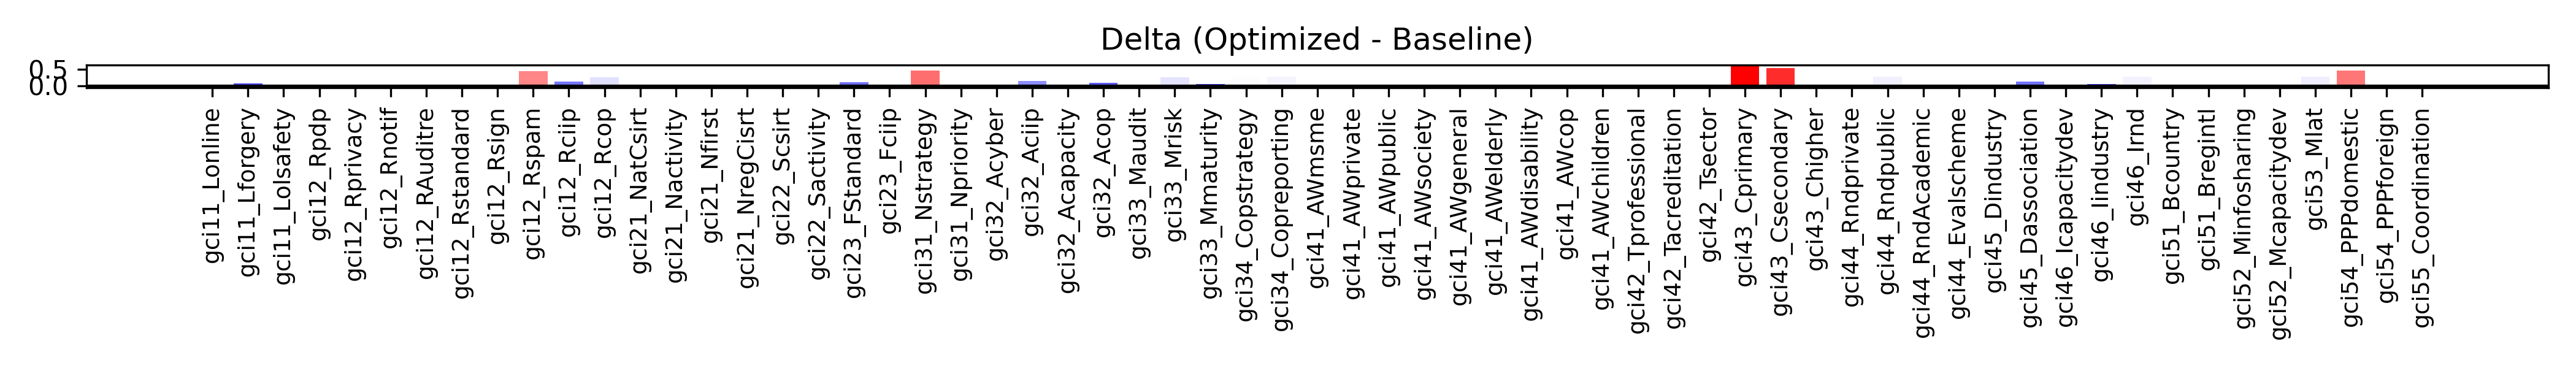 Delta (Optimized - Baseline)
0.5
0.0
gci11_Lonline
gci11_Lforgery
gci11_Lolsafety
gci12_Rpdp
gci12_Rprivacy
gci12_Rnotif
gci12_RAuditre
gci12_Rstandard
gci12_Rsign
gci12_Rspam
gci12_Rciip
gci12_Rcop
gci21_NatCsirt
gci21_Nactivity
gci21_Nfirst
gci21_NregCisrt
gci22_Scsirt
gci22_Sactivity
gci23_FStandard
gci23_Fciip
gci31_Nstrategy
gci31_Npriority
gci32_Acyber
gci32_Aciip
gci32_Acapacity
gci32_Acop
gci33_Maudit
gci33_Mrisk
gci33_Mmaturity
gci34_Copstrategy
gci34_Copreporting
gci41_AWmsme
gci41_AWprivate
gci41_AWpublic
gci41_AWsociety
gci41_AWgeneral
gci41_AWelderly
gci41_AWdisability
gci41_AWcop
gci41_AWchildren
gci42_Tprofessional
gci42_Tacreditation
gci42_Tsector
gci43_Cprimary
gci43_Csecondary
gci43_Chigher
gci44_Rndprivate
gci44_Rndpublic
gci44_RndAcademic
gci44_Evalscheme
gci45_Dindustry
gci45_Dassociation
gci46_Icapacitydev
gci46_Iindustry
gci46_Irnd
gci51_Bcountry
gci51_Bregintl
gci52_Minfosharing
gci52_Mcapacitydev
gci53_Mlat
gci54_PPPdomestic
gci54_PPPforeign
gci55_Coordination